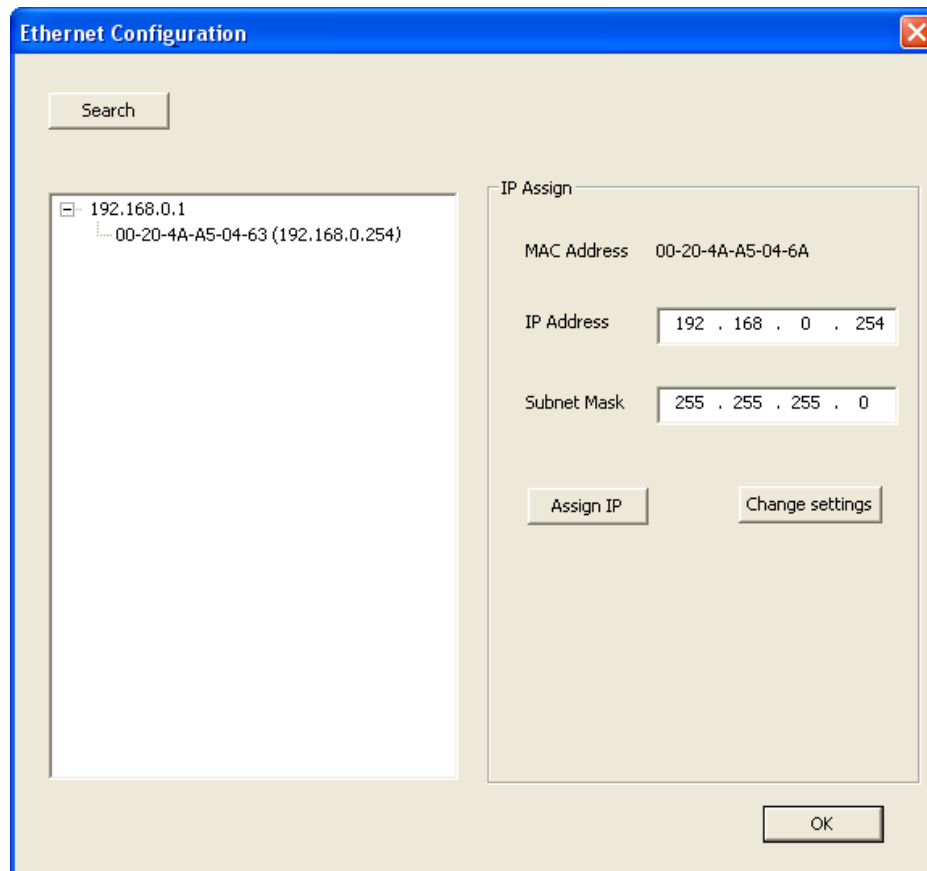 Ethernet Configuration
Search
192.168.0.1
00-20-4A-A5-04-63 (192.168.0.254)
IP Assign
MAC Address 00-20-4A-A5-04-6A
IP Address 192 . 168 . 0 . 254
Subnet Mask 255 . 255 . 255 . 0
Assign IP Change settings
OK